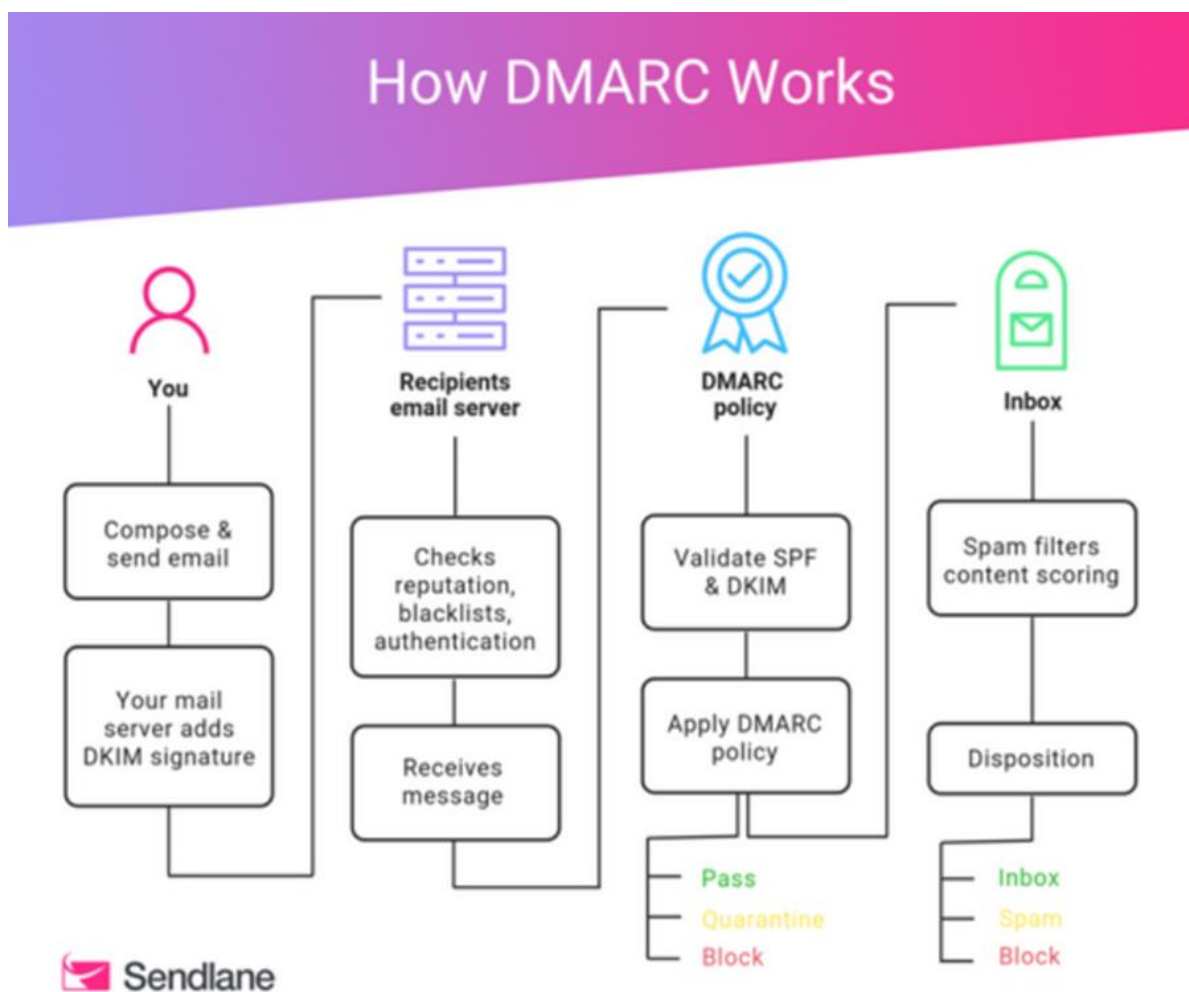 How DMARC Works
You
Compose &
send email
Your mail
server adds
DKIM signature
Recipients
email server
Checks
reputation,
blacklists,
authentication
Receives
message
DMARC
policy
Validate SPF
& DKIM
Apply DMARC
policy
Pass
Quarantine
Block
Inbox
Spam filters
content scoring
Disposition
Inbox
Spam
Block
Sendlane